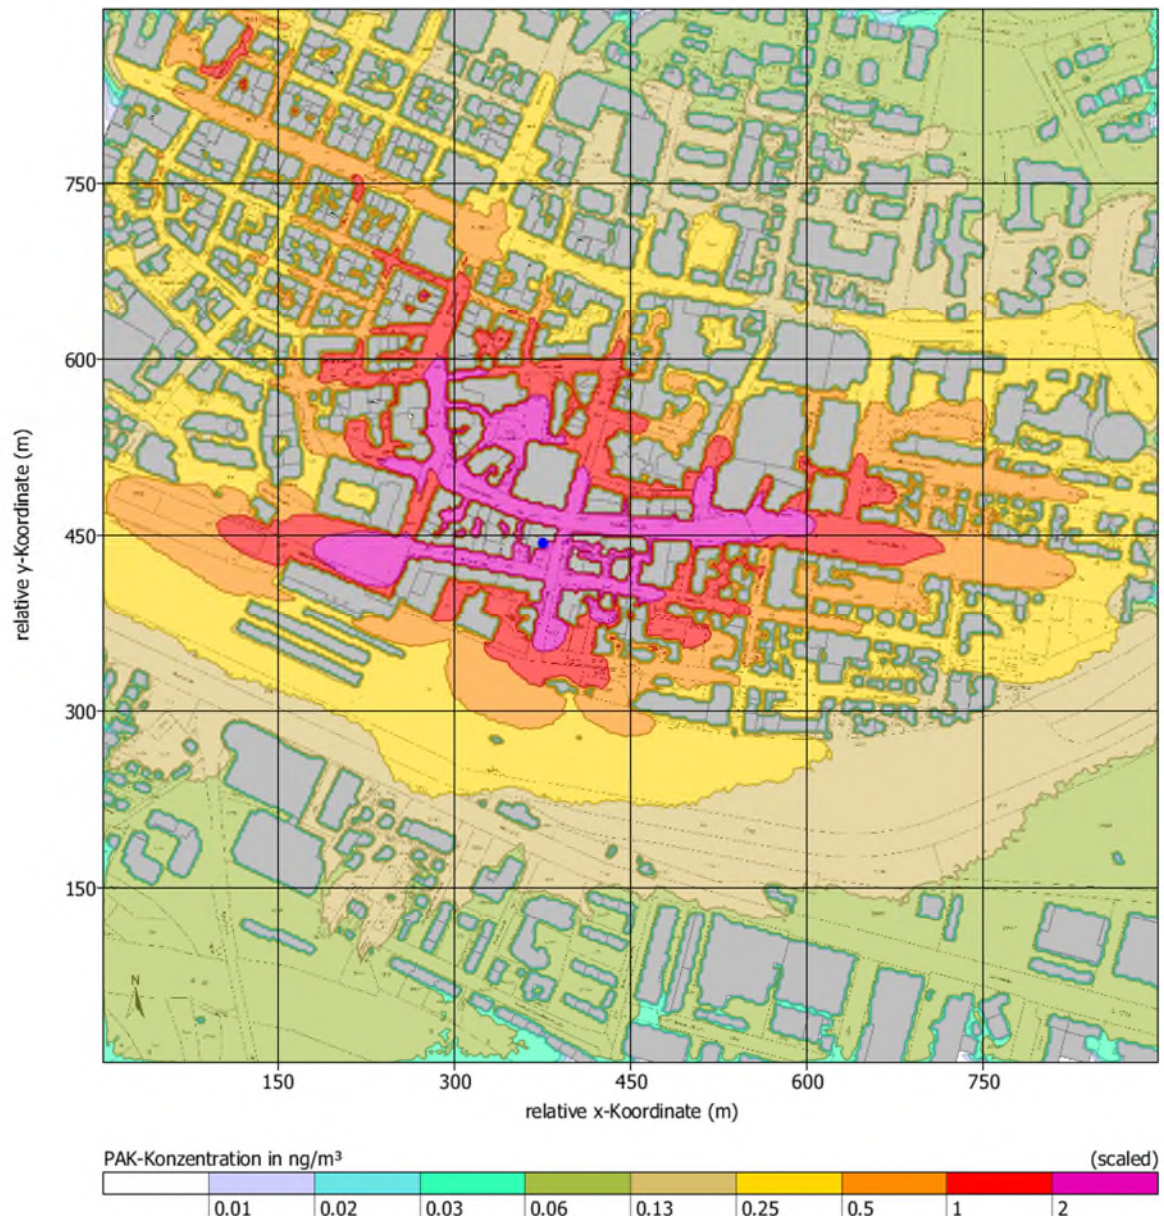 750
600
450
300
150
relative y-Koordinate (m)
N
150 300 450 600 750
relative x-Koordinate (m)
PAK-Konzentration in ng/m³ (scaled)
0.01 0.02 0.03 0.06 0.13 0.25 0.5 1 2